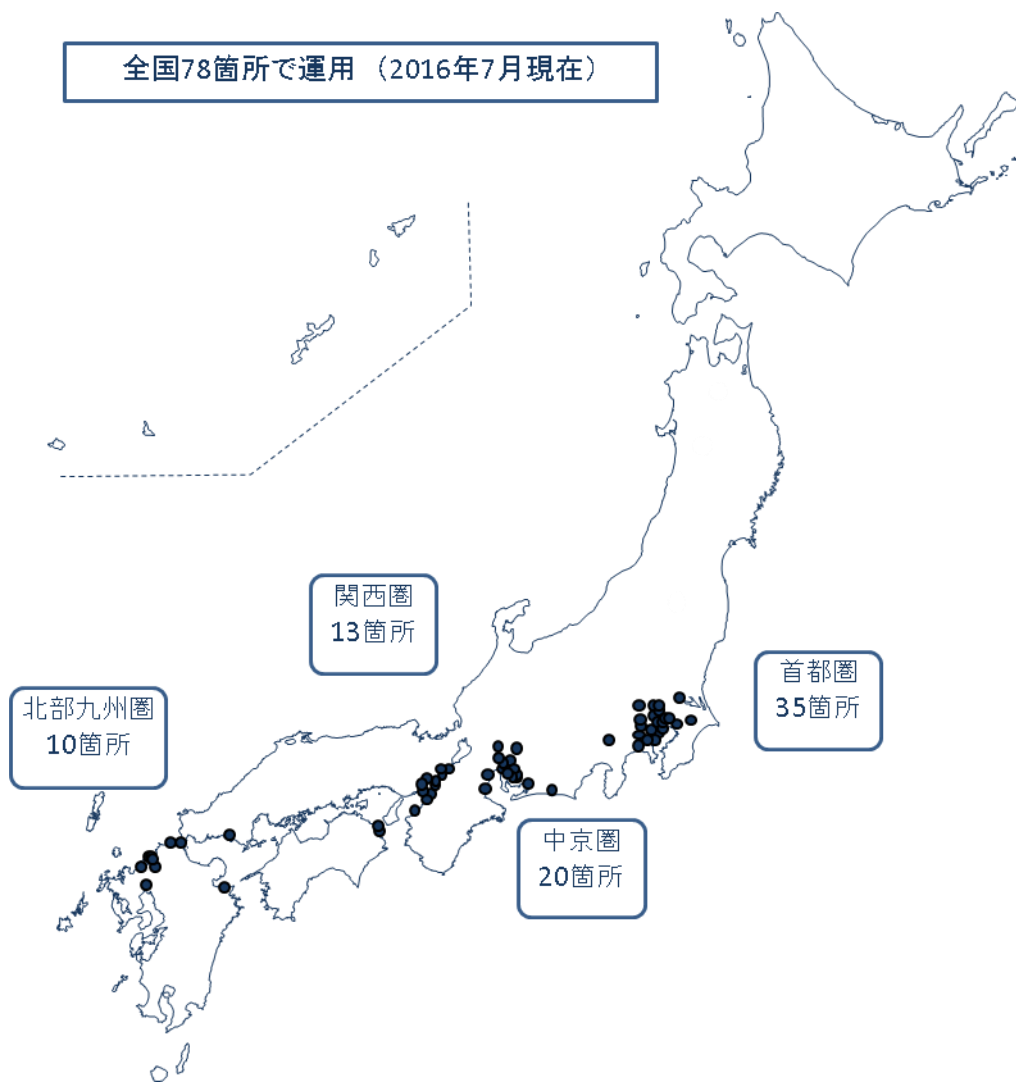 全国78箇所で運用 （2016年7月現在）
関西圏
13箇所
首都圏
35箇所
北部九州圏
10箇所
中京圏
20箇所